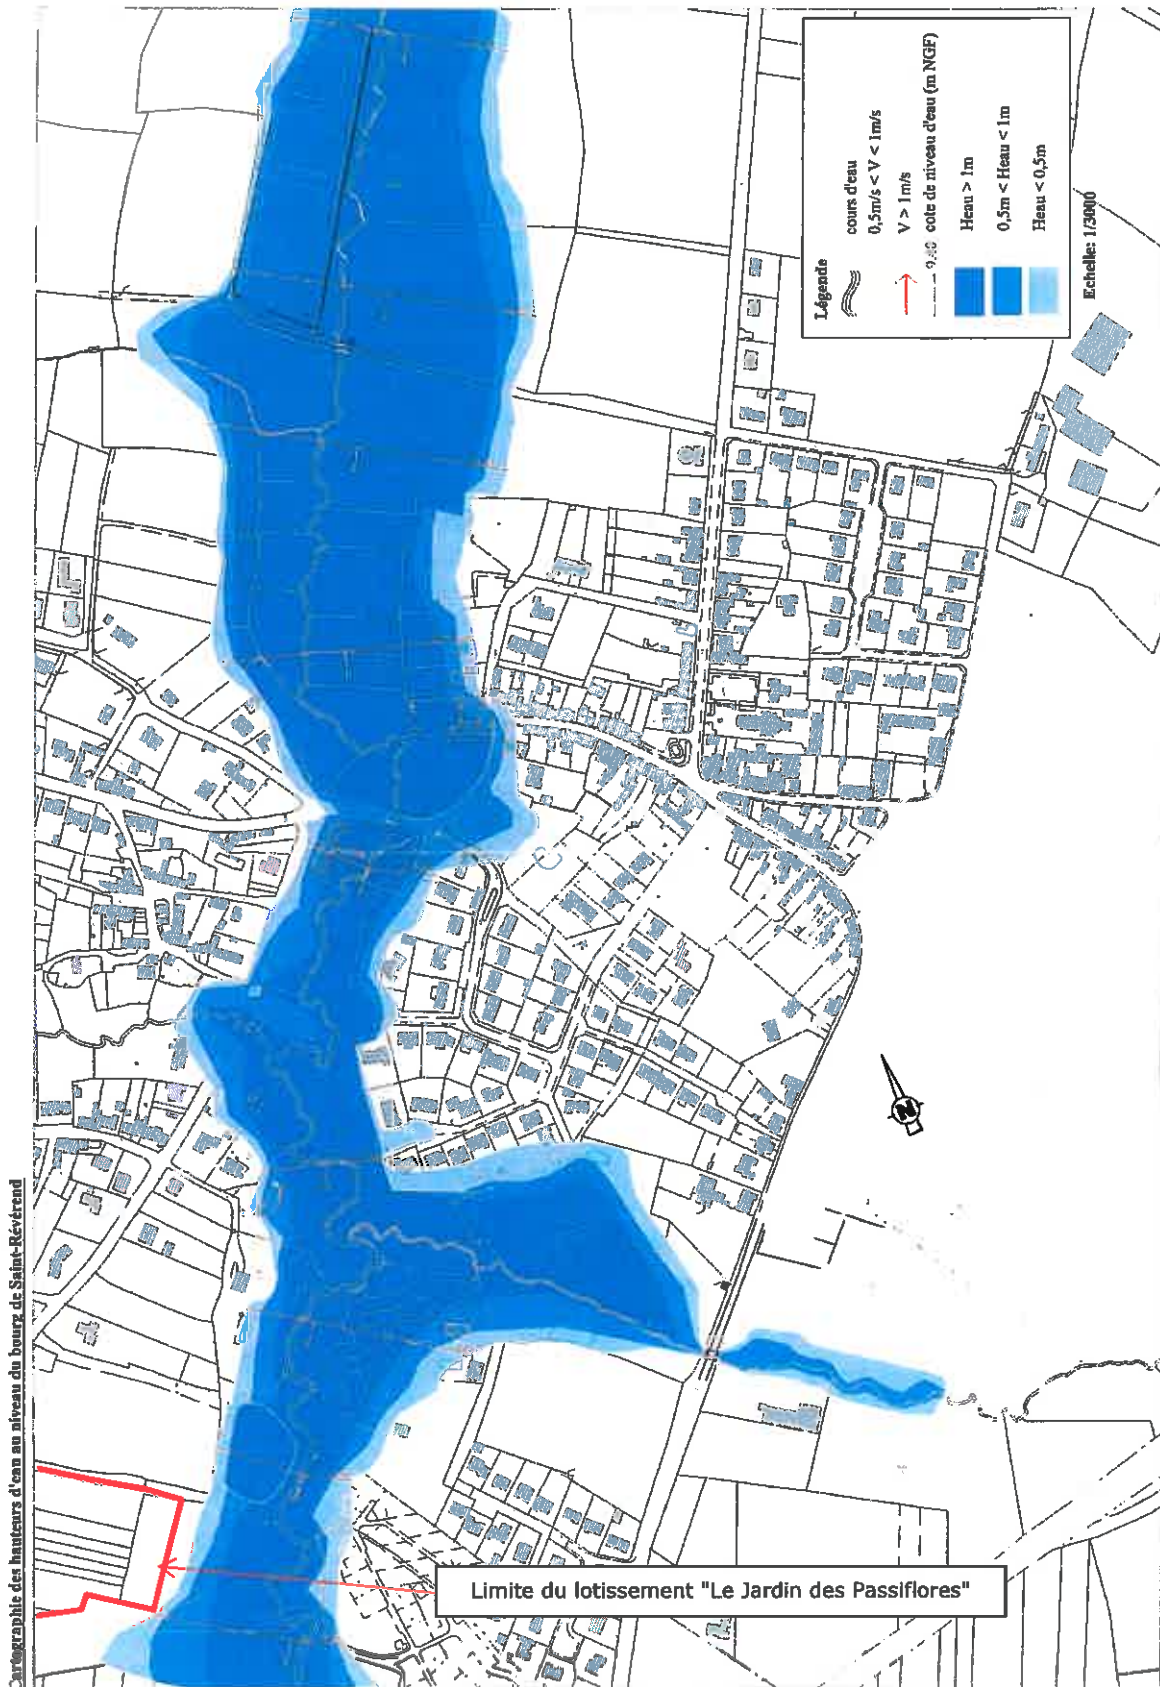 Cartographie des hauteurs d'eau au niveau du bourg de Saint-Révérend
Légende
cours d'eau
0,5m/s < V < 1m/s
V > 1m/s
9.40 cote de niveau d'eau (m NGF)
Heau > 1m
0,5m < Heau < 1m
Heau < 0,5m
Echelle: 1/3000
N
Limite du lotissement "Le Jardin des Passiflores"